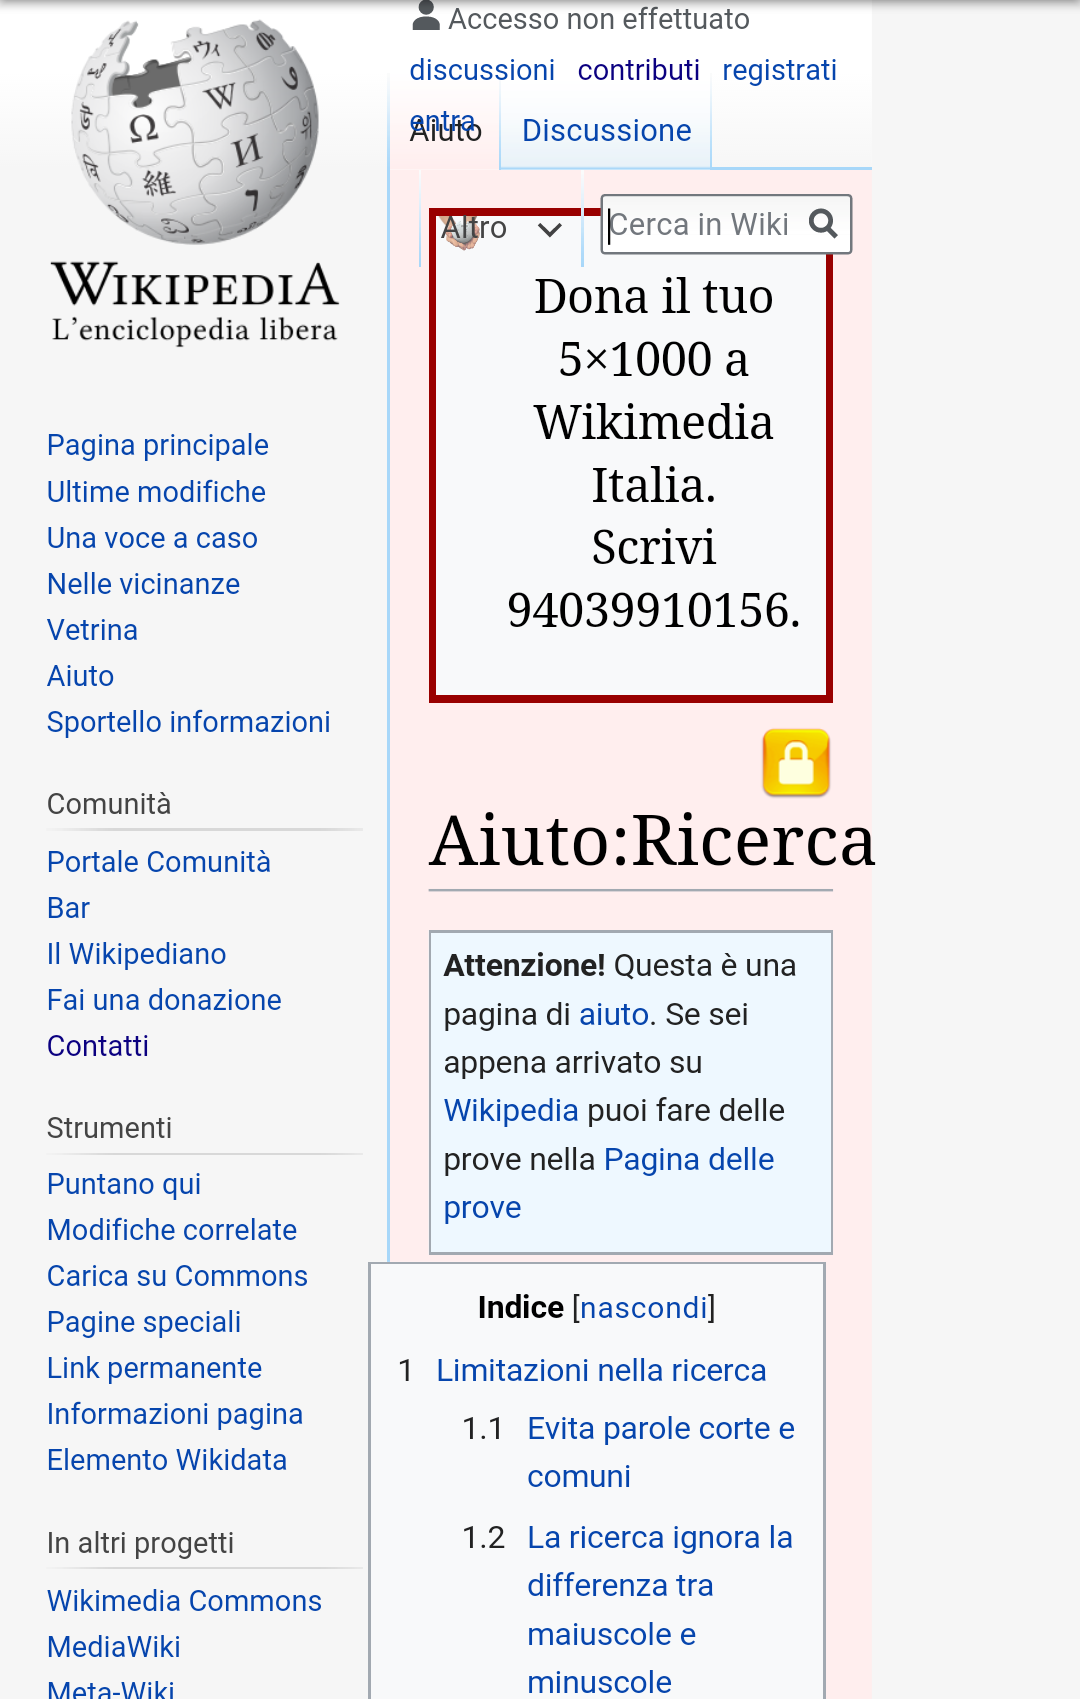 WIKIPEDIA
L'enciclopedia libera
Pagina principale
Ultime modifiche
Una voce a caso
Nelle vicinanze
Vetrina
Aiuto
Sportello informazioni
Comunità
Portale Comunità
Bar
Il Wikipediano
Fai una donazione
Contatti
Strumenti
Puntano qui
Modifiche correlate
Carica su Commons
Pagine speciali
Link permanente
Informazioni pagina
Elemento Wikidata
In altri progetti
Wikimedia Commons
MediaWiki
Meta-Wiki
Accesso non effettuato
discussioni contributi registrati
entra
Aiuto Discussione
Altro
Cerca in Wiki
Dona il tuo
5×1000 a
Wikimedia
Italia.
Scrivi
94039910156.
Aiuto:Ricerca
Attenzione! Questa è una
pagina di aiuto. Se sei
appena arrivato su
Wikipedia puoi fare delle
prove nella Pagina delle
prove
Indice [nascondi]
1 Limitazioni nella ricerca
1.1 Evita parole corte e
comuni
1.2 La ricerca ignora la
differenza tra
maiuscole e
minuscole